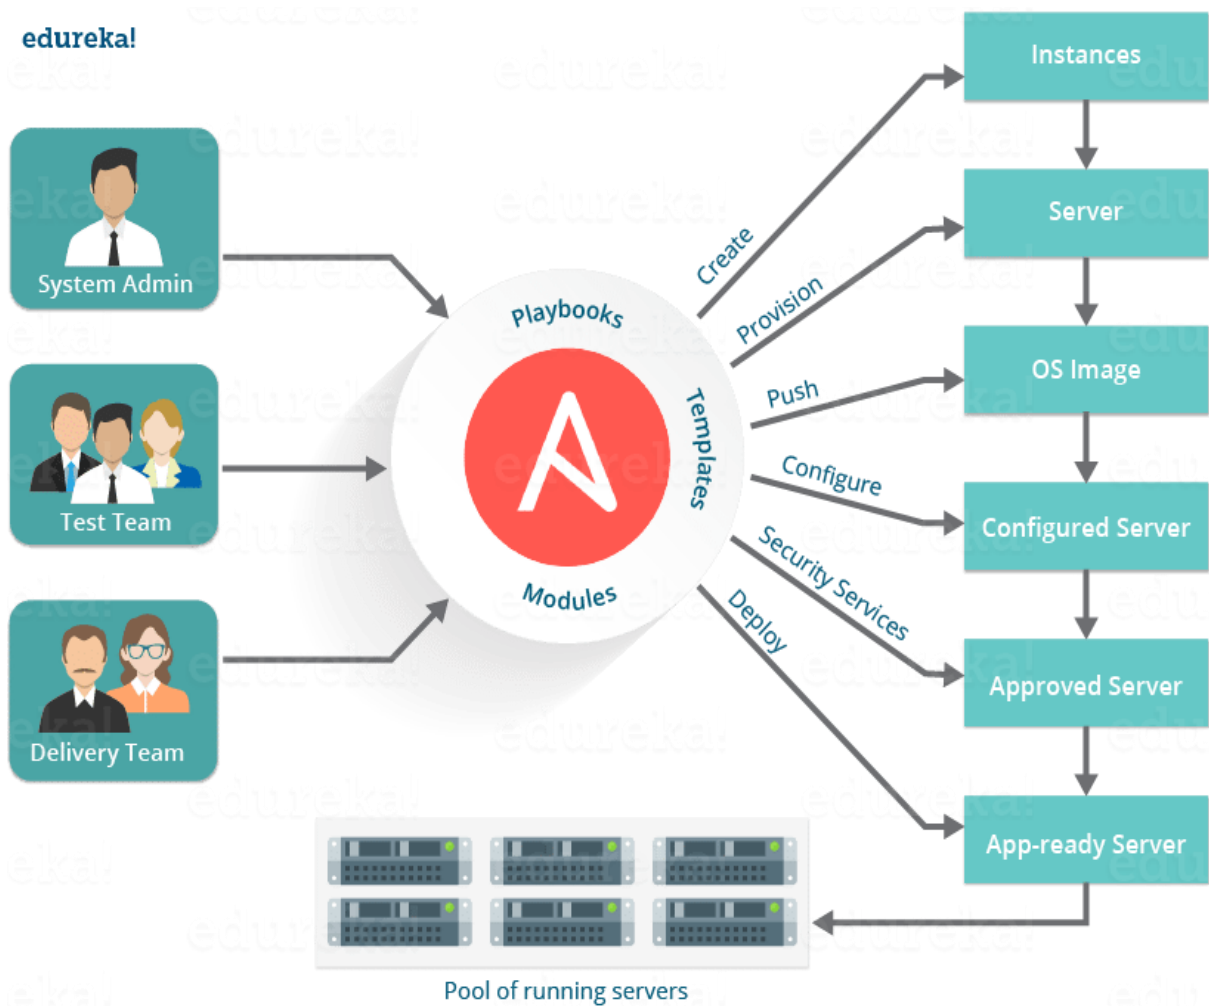 edureka!
System Admin
Test Team
Delivery Team
Playbooks
Templates
Modules
Create
Provision
Push
Configure
Security Services
Deploy
Instances
Server
OS Image
Configured Server
Approved Server
App-ready Server
Pool of running servers